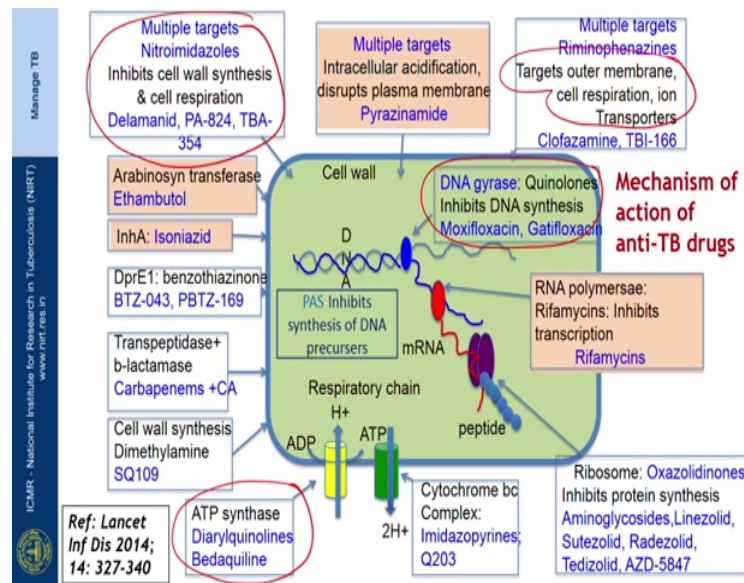 Manage TB
ICMR - National Institute for Research in Tuberculosis (NIRT)
www.nirt.res.in
Multiple targets
Nitroimidazoles
Inhibits cell wall synthesis
& cell respiration
Delamanid, PA-824, TBA-
354
Multiple targets
Intracellular acidification,
disrupts plasma membrane
Pyrazinamide
Multiple targets
Riminophenazines
Targets outer membrane,
cell respiration, ion
Transporters
Clofazamine, TBI-166
Mechanism of
action of
anti-TB drugs
Arabinosyn transferase
Ethambutol
InhA: Isoniazid
DprE1: benzothiazinone
BTZ-043, PBTZ-169
Transpeptidase+
b-lactamase
Carbapenems +CA
Cell wall synthesis
Dimethylamine
SQ109
Cell wall
DNA gyrase: Quinolones
Inhibits DNA synthesis
Moxifloxacin, Gatifloxacin
D
N
A
PAS Inhibits
synthesis of DNA
precursers
mRNA
peptide
RNA polymersae:
Rifamycins: Inhibits
transcription
Rifamycins
Respiratory chain
H+
ADP
ATP
2H+
ATP synthase
Diarylquinolines
Bedaquiline
Cytochrome bc
Complex:
Imidazopyrines;
Q203
Ribosome: Oxazolidinones
Inhibits protein synthesis
Aminoglycosides,Linezolid,
Sutezolid, Radezolid,
Tedizolid, AZD-5847
Ref: Lancet
Inf Dis 2014;
14: 327-340